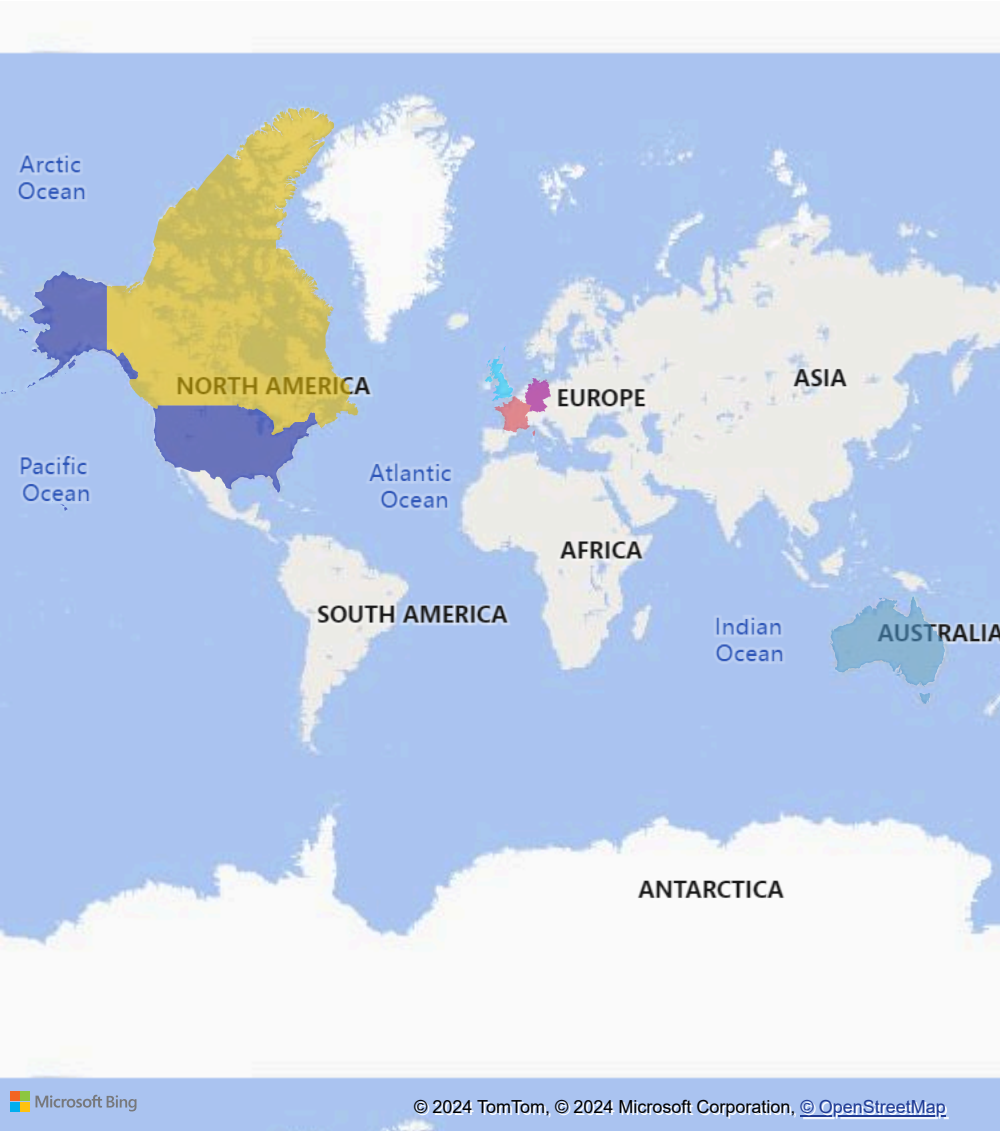 Arctic
Ocean
NORTH AMERICA
EUROPE
ASIA
Pacific
Ocean
Atlantic
Ocean
AFRICA
SOUTH AMERICA
Indian
Ocean
AUSTRALIA
ANTARCTICA
Microsoft Bing
© 2024 TomTom, © 2024 Microsoft Corporation, © OpenStreetMap